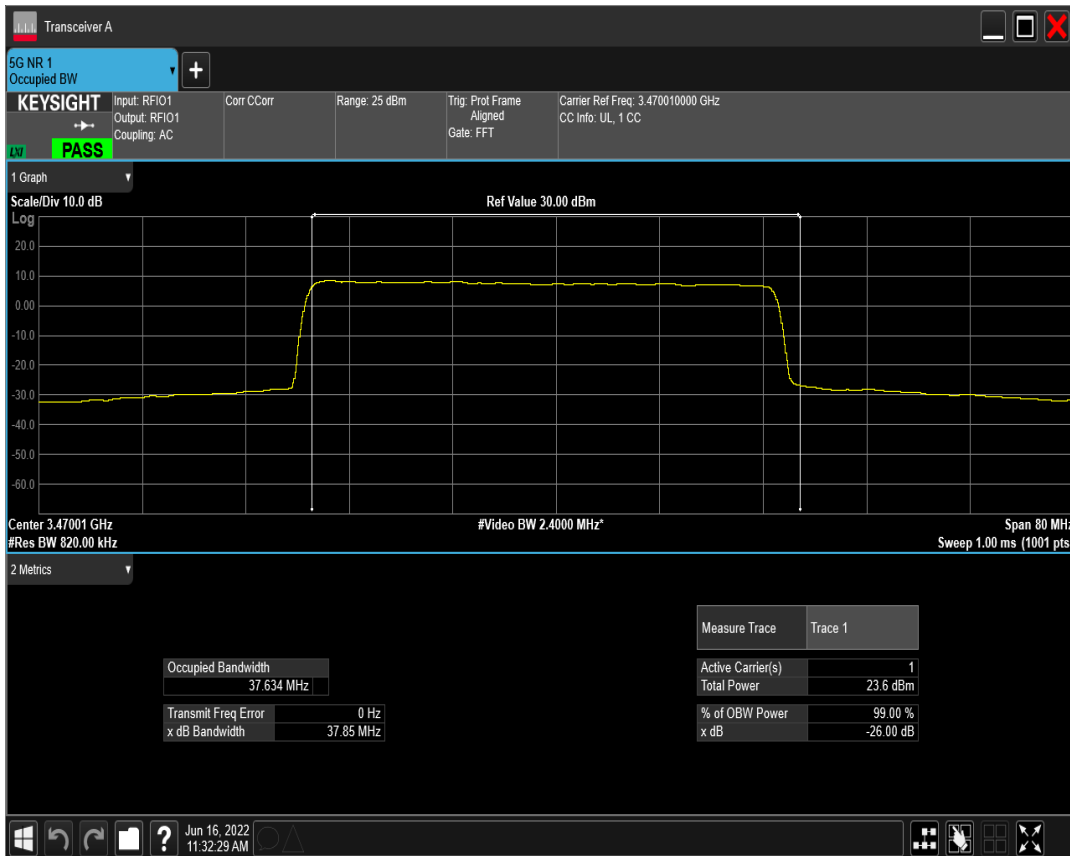 Transceiver A
5G NR 1
Occupied BW
+
KEYSIGHT
LXI
PASS
Input: RFIO1
Output: RFIO1
Coupling: AC
Corr CCorr
Range: 25 dBm
Trig: Prot Frame
Aligned
Gate: FFT
Carrier Ref Freq: 3.470010000 GHz
CC Info: UL, 1 CC
1 Graph
Scale/Div 10.0 dB
Ref Value 30.00 dBm
Log
20.0
10.0
0.00
-10.0
-20.0
-30.0
-40.0
-50.0
-60.0
Center 3.47001 GHz
#Video BW 2.4000 MHz*
Span 80 MHz
#Res BW 820.00 kHz
Sweep 1.00 ms (1001 pts
2 Metrics
Measure Trace Trace 1
Occupied Bandwidth
37.634 MHz
Active Carrier(s) 1
Total Power 23.6 dBm
Transmit Freq Error 0 Hz
x dB Bandwidth 37.85 MHz
% of OBW Power 99.00 %
x dB -26.00 dB
?
Jun 16, 2022
11:32:29 AM